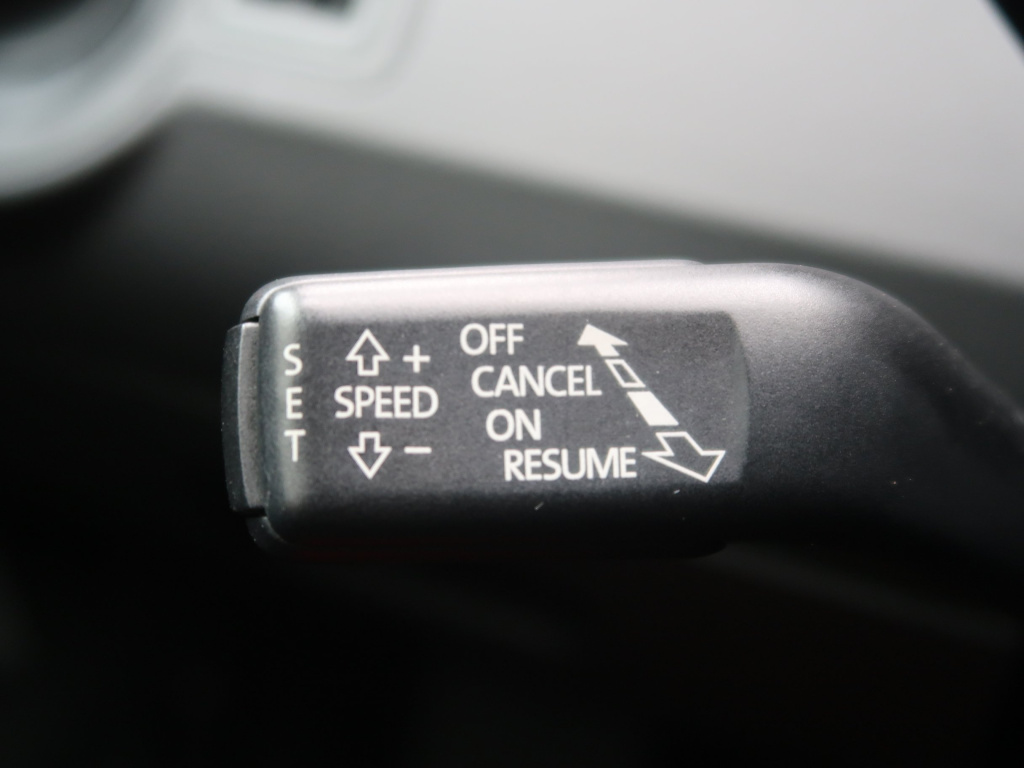 SET
+
SPEED
−
OFF
CANCEL
ON
RESUME